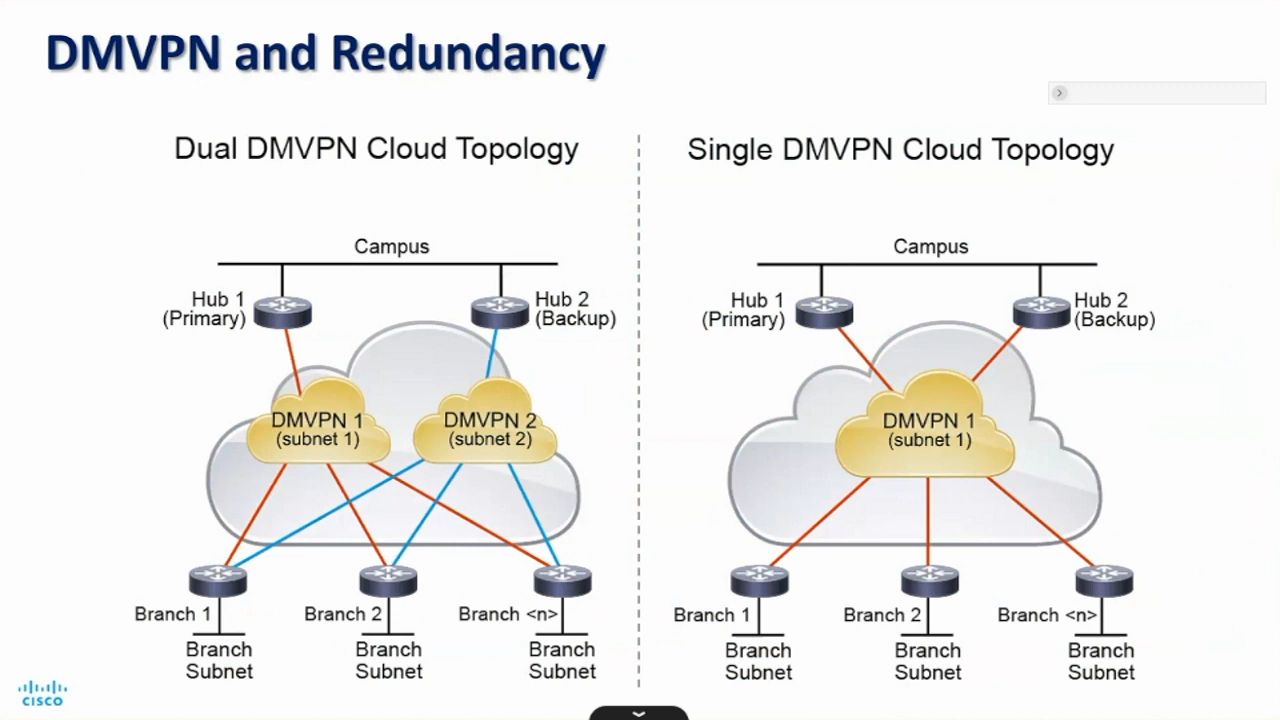 DMVPN and Redundancy
Dual DMVPN Cloud Topology
Campus
Hub 1
(Primary)
Hub 2
(Backup)
DMVPN 1
(subnet 1)
DMVPN 2
(subnet 2)
Branch 1
Branch 2
Branch <n>
Branch
Subnet
Branch
Subnet
Branch
Subnet
Single DMVPN Cloud Topology
Campus
Hub 1
(Primary)
Hub 2
(Backup)
DMVPN 1
(subnet 1)
Branch 1
Branch 2
Branch <n>
Branch
Subnet
Branch
Subnet
Branch
Subnet
CISCO